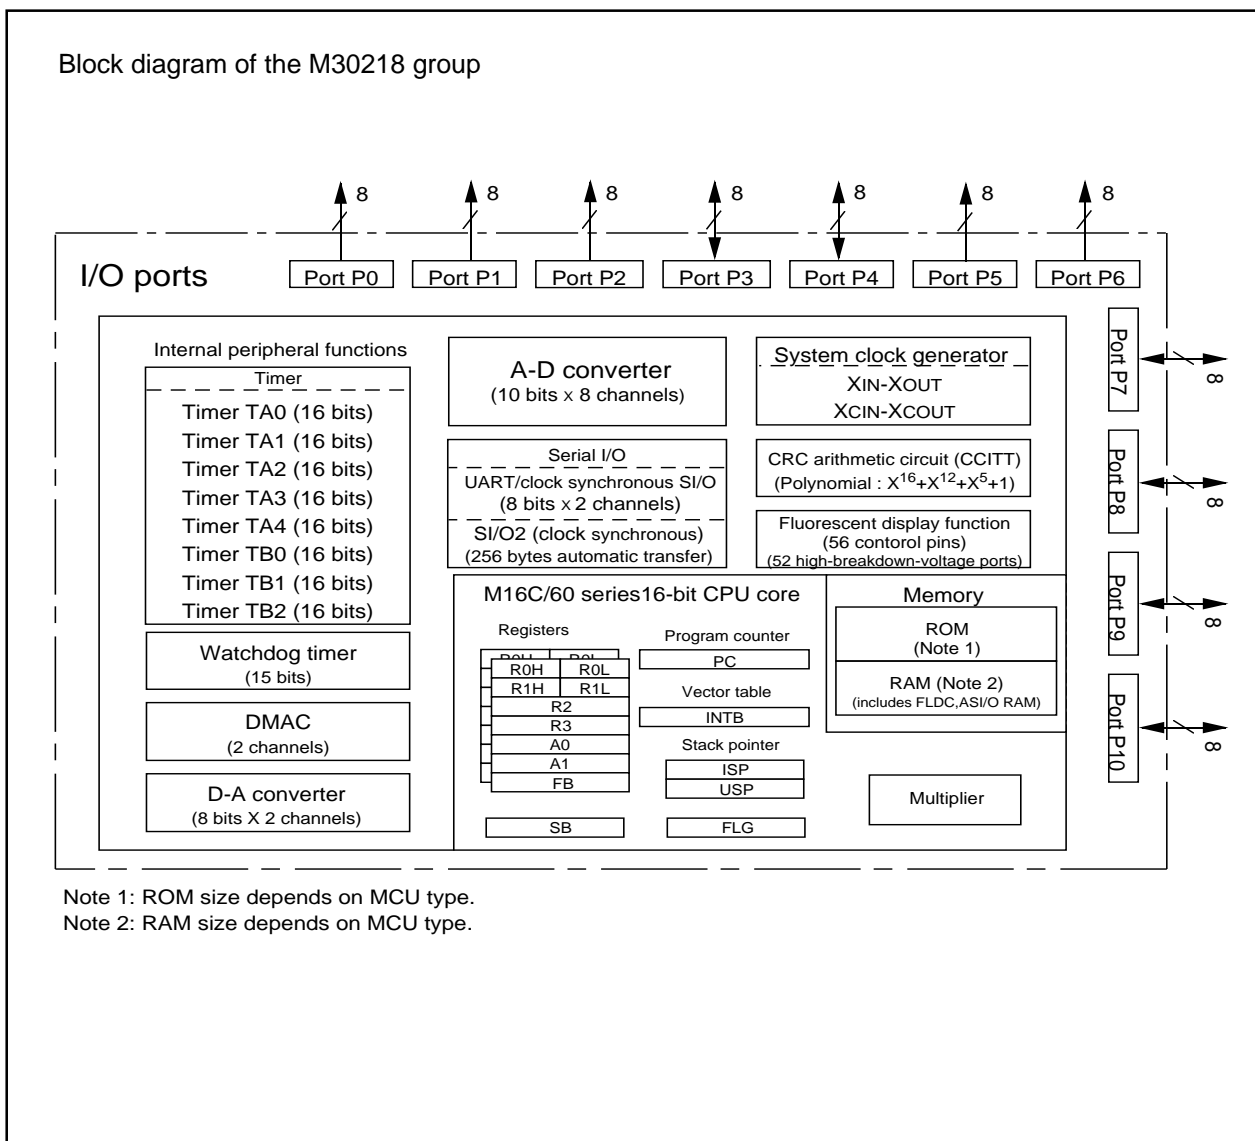 Block diagram of the M30218 group
8 8 8 8 8 8 8
I/O ports
Port P0 Port P1 Port P2 Port P3 Port P4 Port P5 Port P6
Port P7
8
Port P8
8
Port P9
8
Port P10
8
Internal peripheral functions
Timer
Timer TA0 (16 bits)
Timer TA1 (16 bits)
Timer TA2 (16 bits)
Timer TA3 (16 bits)
Timer TA4 (16 bits)
Timer TB0 (16 bits)
Timer TB1 (16 bits)
Timer TB2 (16 bits)
Watchdog timer
(15 bits)
DMAC
(2 channels)
D-A converter
(8 bits X 2 channels)
A-D converter
(10 bits x 8 channels)
Serial I/O
UART/clock synchronous SI/O
(8 bits x 2 channels)
SI/O2 (clock synchronous)
(256 bytes automatic transfer)
System clock generator
XIN-XOUT
XCIN-XCOUT
CRC arithmetic circuit (CCITT)
(Polynomial : X16+X12+X5+1)
Fluorescent display function
(56 contorol pins)
(52 high-breakdown-voltage ports)
M16C/60 series16-bit CPU core
Registers
R0H R0L
R0H R0L
R1H R1L
R2
R3
A0
A1
FB
SB
Program counter
PC
Vector table
INTB
Stack pointer
ISP
USP
FLG
Memory
ROM
(Note 1)
RAM (Note 2)
(includes FLDC,ASI/O RAM)
Multiplier
Note 1: ROM size depends on MCU type.
Note 2: RAM size depends on MCU type.